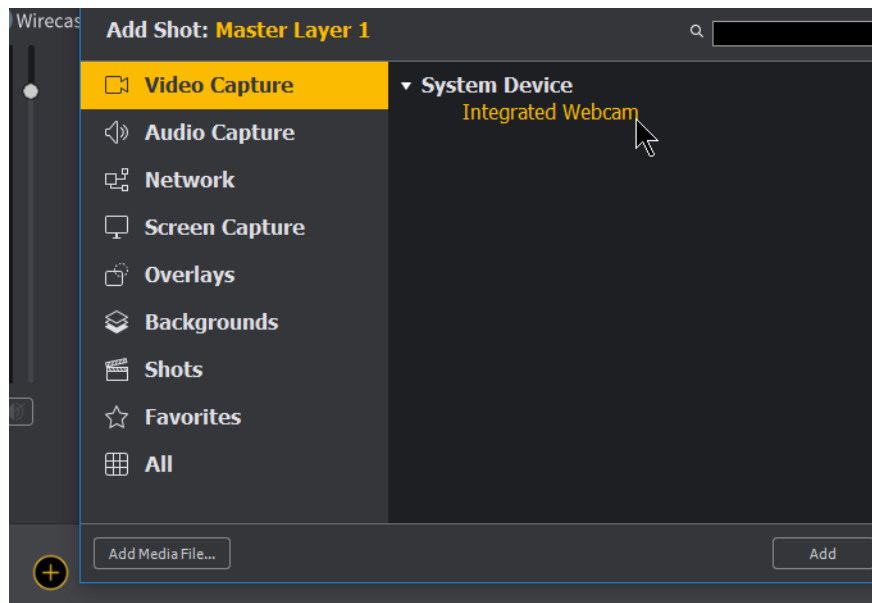 Wirecas
Add Shot: Master Layer 1
Video Capture
Audio Capture
Network
Screen Capture
Overlays
Backgrounds
Shots
Favorites
All
System Device
Integrated Webcam
Add Media File...
Add